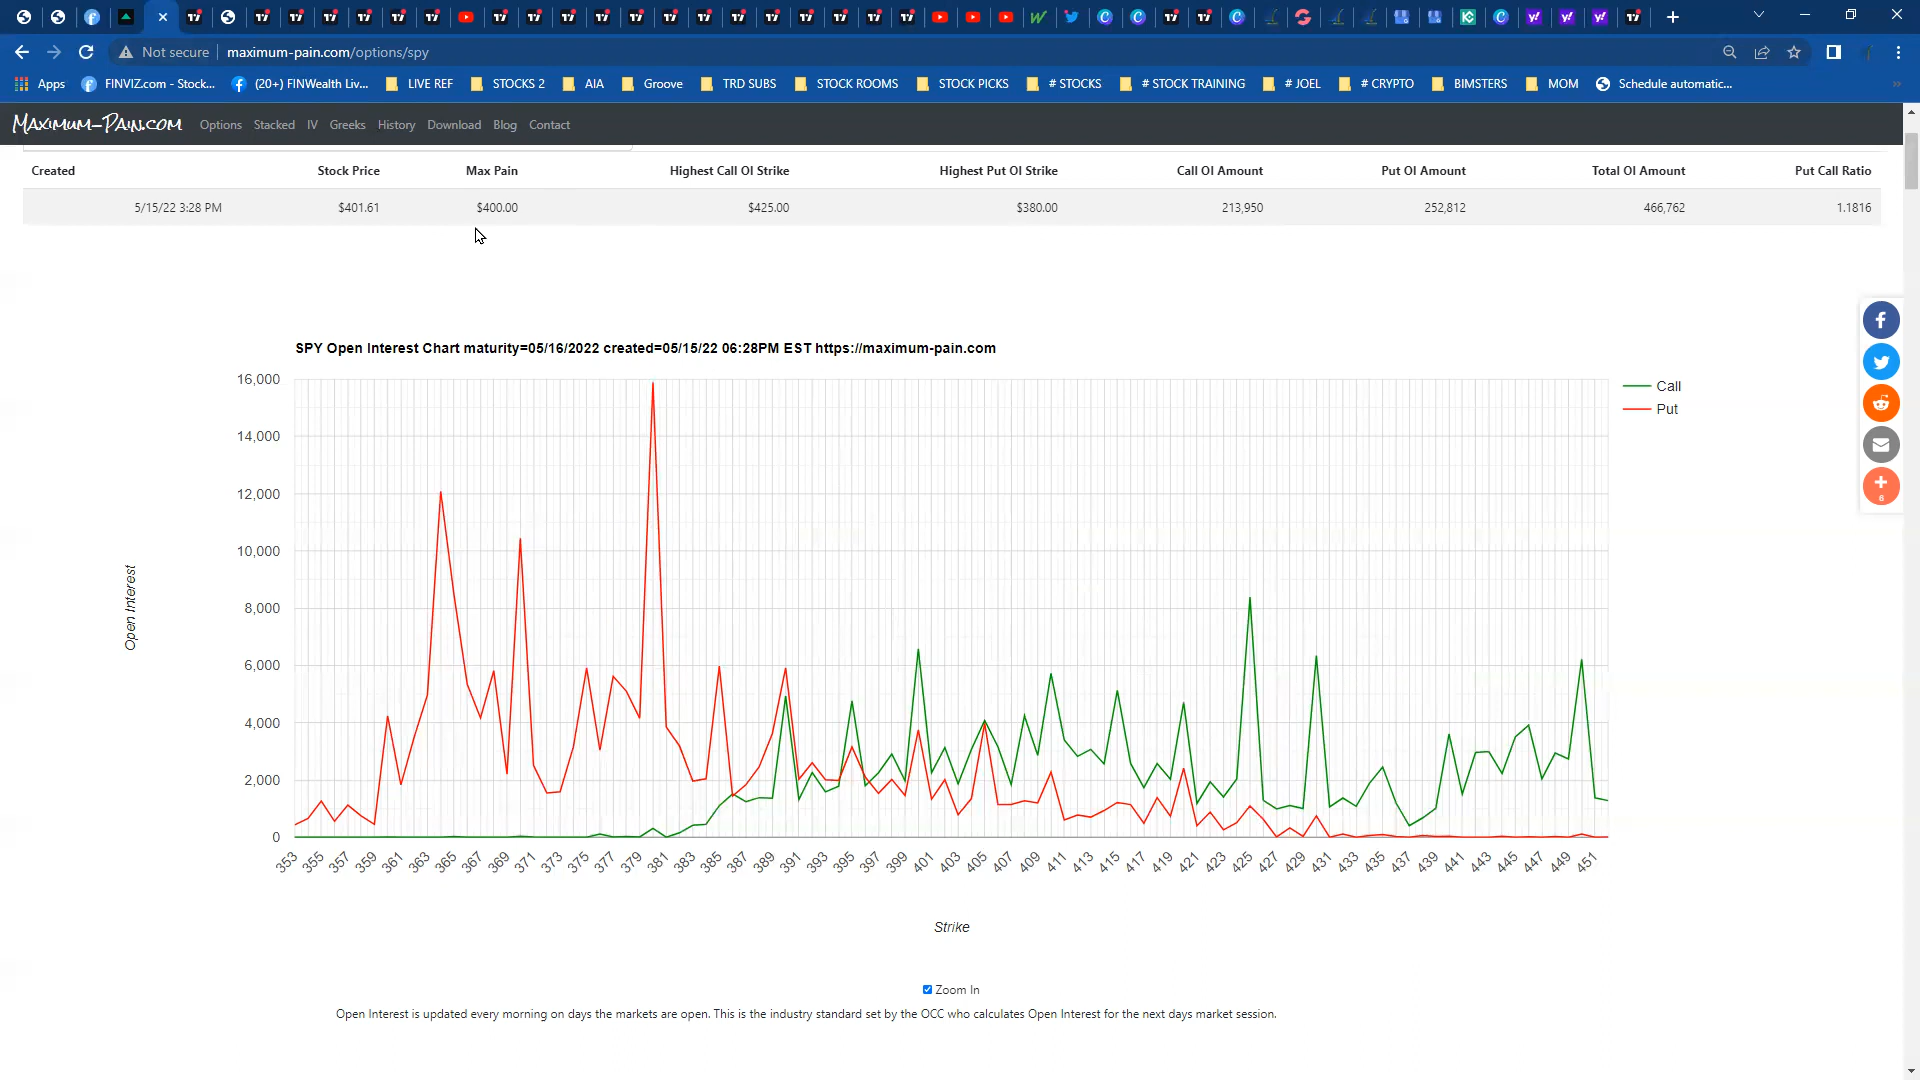 Not secure | maximum-pain.com/options/spy
Apps FINVIZ.com - Stock... (20+) FINWealth Liv... LIVE REF STOCKS 2 AIA Groove TRD SUBS STOCK ROOMS STOCK PICKS # STOCKS # STOCK TRAINING # JOEL # CRYPTO BIMSTERS MOM Schedule automatic... »
Maximum-Pain.com Options Stacked IV Greeks History Download Blog Contact
Created Stock Price Max Pain Highest Call OI Strike Highest Put OI Strike Call OI Amount Put OI Amount Total OI Amount Put Call Ratio
5/15/22 3:28 PM $401.61 $400.00 $425.00 $380.00 213,950 252,812 466,762 1.1816
SPY Open Interest Chart maturity=05/16/2022 created=05/15/22 06:28PM EST https://maximum-pain.com
16,000
14,000
12,000
10,000
8,000
6,000
4,000
2,000
0
Open Interest
Call
Put
6
353 355 357 359 361 363 365 367 369 371 373 375 377 379 381 383 385 387 389 391 393 395 397 399 401 403 405 407 409 411 413 415 417 419 421 423 425 427 429 431 433 435 437 439 441 443 445 447 449 451
Strike
Zoom In
Open Interest is updated every morning on days the markets are open. This is the industry standard set by the OCC who calculates Open Interest for the next days market session.